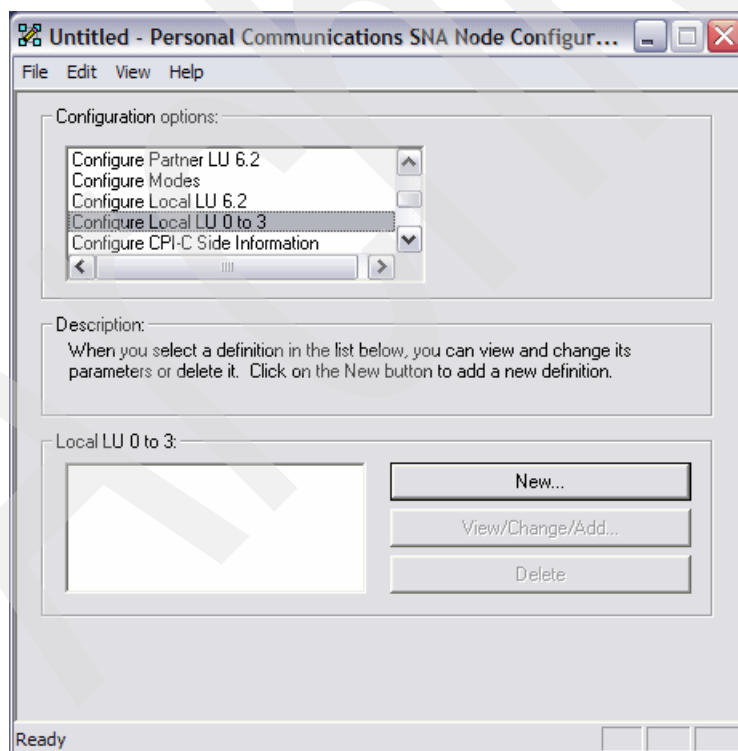 Untitled - Personal Communications SNA Node Configur...
File Edit View Help
Configuration options:
Configure Partner LU 6.2
Configure Modes
Configure Local LU 6.2
Configure Local LU 0 to 3
Configure CPI-C Side Information
Description:
When you select a definition in the list below, you can view and change its
parameters or delete it. Click on the New button to add a new definition.
Local LU 0 to 3:
New...
View/Change/Add...
Delete
Ready